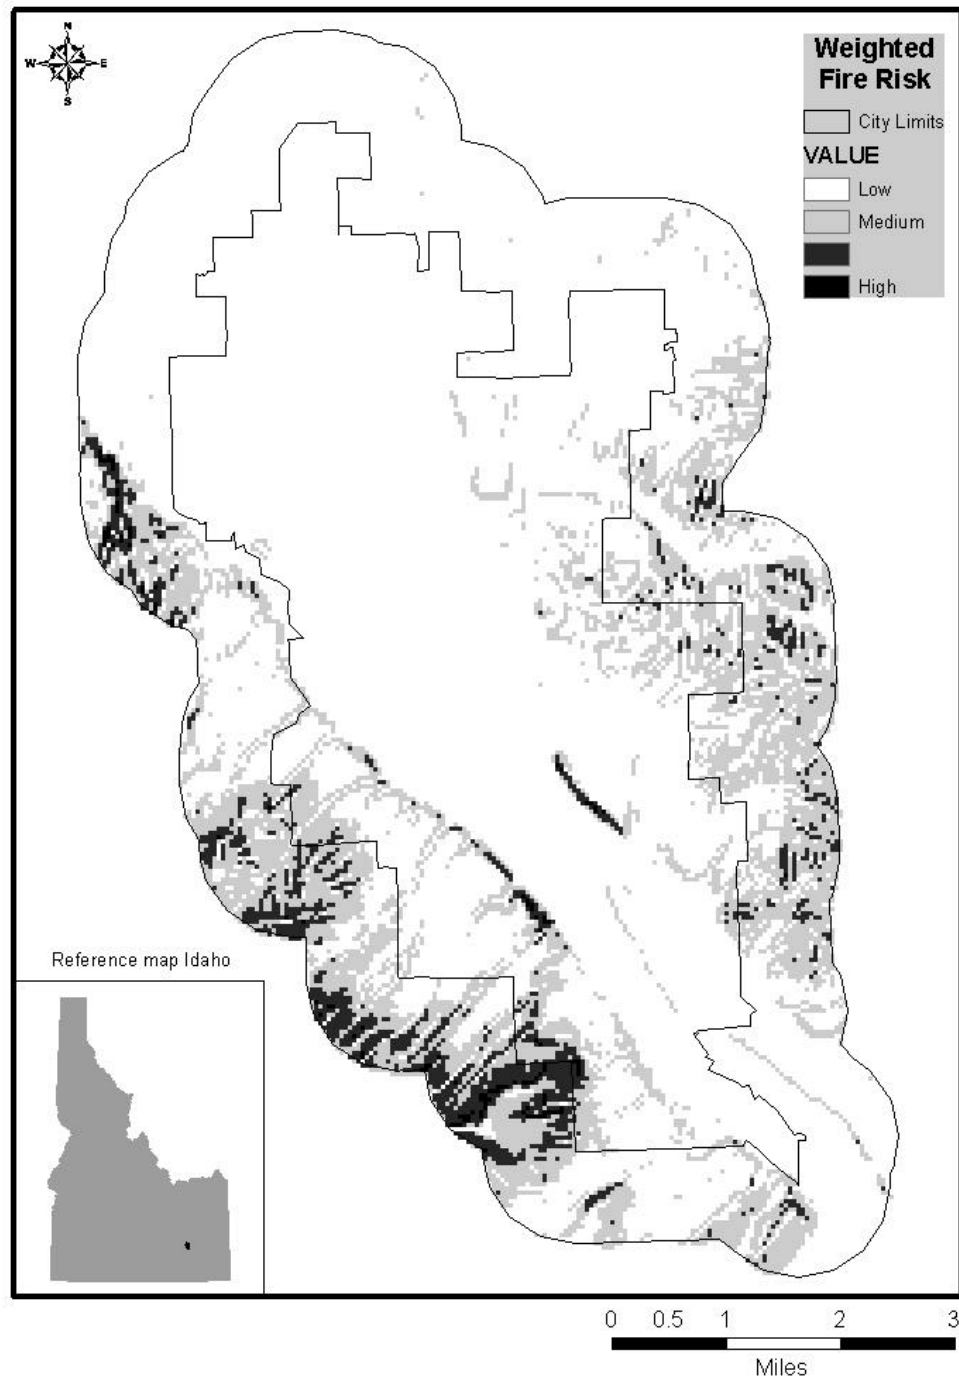 N
W E
S
Weighted
Fire Risk
City Limits
VALUE
Low
Medium
High
Reference map Idaho
0 0.5 1 2 3
Miles